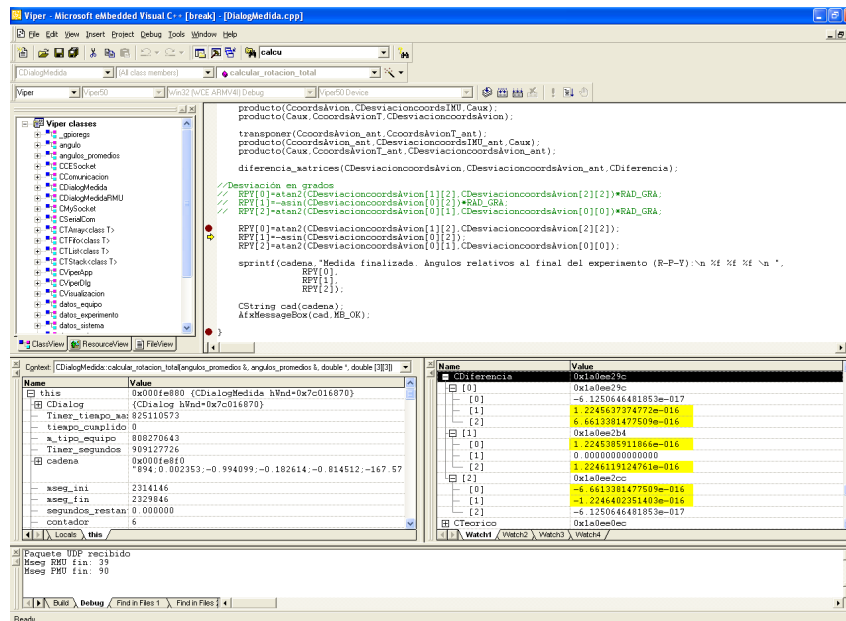 Viper - Microsoft eMbedded Visual C++ [break] - [DialogMedida.cpp]
File Edit View Insert Project Debug Tools Window Help
calcu
CDialogMedida [All class members] calcular_rotacion_total
Viper Viper50 Win32 (WCE ARMV4I) Debug Viper50 Device
Viper classes
_gpioregs
angulo
angulos_promedios
CCESocket
CComunicacion
CDialogMedida
CDialogMedidaRMU
CMySocket
CSerialCom
CTArray<class T>
CTFifo<class T>
CTList<class T>
CTStack<class T>
CViperApp
CViperDlg
CVisualizacion
datos_equipo
datos_experimento
datos_sistema
ClassView ResourceView FileView
producto(CcoordsAvion,CDesviacioncoordsIMU,Caux);
producto(Caux,CcoordsAvionT,CDesviacioncoordsAvion);
transponer(CcoordsAvion_ant,CcoordsAvionT_ant);
producto(CcoordsAvion_ant,CDesviacioncoordsIMU_ant,Caux);
producto(Caux,CcoordsAvionT_ant,CDesviacioncoordsAvion_ant);
diferencia_matrices(CDesviacioncoordsAvion,CDesviacioncoordsAvion_ant,CDiferencia);
//Desviación en grados
// RPY[0]=atan2(CDesviacioncoordsAvion[1][2],CDesviacioncoordsAvion[2][2])*RAD_GRA;
// RPY[1]=-asin(CDesviacioncoordsAvion[0][2])*RAD_GRA;
// RPY[2]=atan2(CDesviacioncoordsAvion[0][1],CDesviacioncoordsAvion[0][0])*RAD_GRA;
RPY[0]=atan2(CDesviacioncoordsAvion[1][2],CDesviacioncoordsAvion[2][2]);
RPY[1]=-asin(CDesviacioncoordsAvion[0][2]);
RPY[2]=atan2(CDesviacioncoordsAvion[0][1],CDesviacioncoordsAvion[0][0]);
sprintf(cadena,"Medida finalizada. Angulos relativos al final del experimento (R-P-Y):\n %f %f %f \n ",
RPY[0],
RPY[1],
RPY[2]);
CString cad(cadena);
AfxMessageBox(cad,MB_OK);
}
Context: CDialogMedida::calcular_rotacion_total(angulos_promedios &, angulos_promedios &, double *, double [3][3])
Name Value
this 0x000fe880 {CDialogMedida hWnd=0x7c016870}
CDialog {CDialogMedida hWnd=0x7c016870}
Timer_tiempo_ma: 825110573
tiempo_cumplido 0
m_tipo_equipo 808270643
Timer_segundos 909127726
cadena 0x000fe8f0
"894;0.002353;-0.994099;-0.182614;-0.814512;-167.57
mseg_ini 2314146
mseg_fin 2329846
segundos_restan 0.000000
contador 6
Locals this
Name Value
CDiferencia 0x1a0ee29c
[0] 0x1a0ee29c
[0] -6.1250646481853e-017
[1] 1.2245637374772e-016
[2] 6.6613381477509e-016
[1] 0x1a0ee2b4
[0] 1.2245385911866e-016
[1] 0.00000000000000
[2] 1.2246119124761e-016
[2] 0x1a0ee2cc
[0] -6.6613381477509e-016
[1] -1.2246402351403e-016
[2] -6.1250646481853e-017
CTeorico 0x1a0ee0ec
Watch1 Watch2 Watch3 Watch4
Paquete UDP recibido
Mseg RMU fin: 39
Mseg PMU fin: 90
Build Debug Find in Files 1 Find in Files 2
Ready